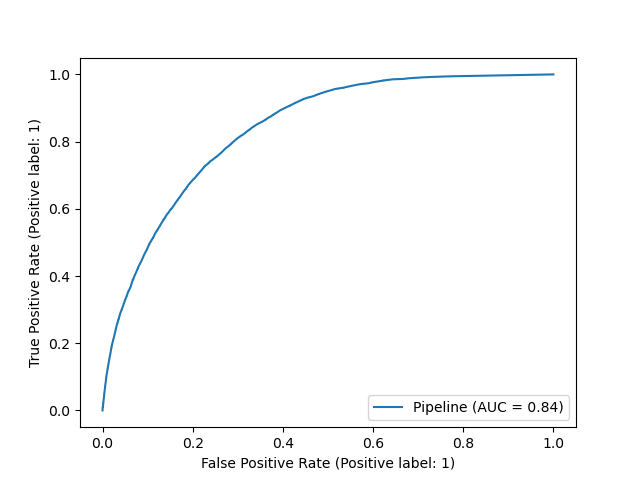 1.0
0.8
0.6
0.4
0.2
0.0
True Positive Rate (Positive label: 1)
Pipeline (AUC = 0.84)
0.0 0.2 0.4 0.6 0.8 1.0
False Positive Rate (Positive label: 1)